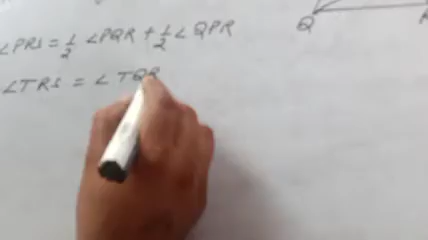 ∠PRS = 1/2 ∠PQR + 1/2 ∠QPR
∠TRS = ∠TQR
Q